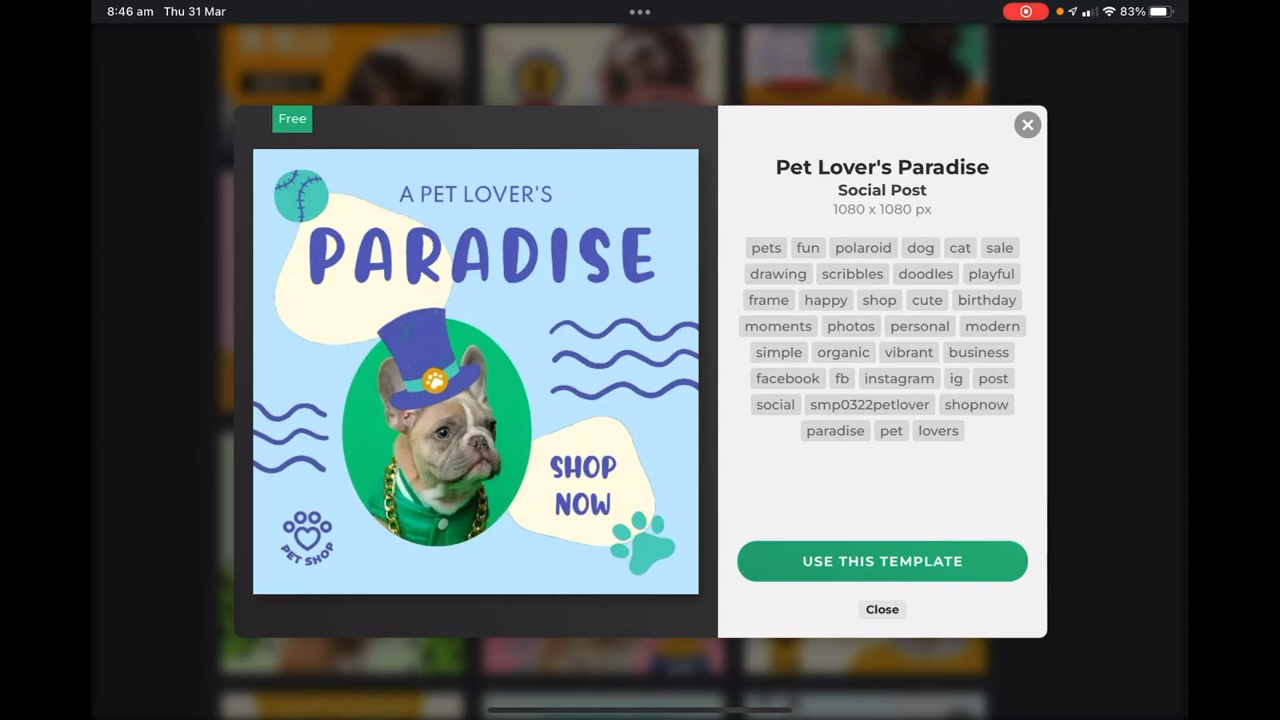 8:46 am Thu 31 Mar
83%
Free
A PET LOVER'S
PARADISE
SHOP
NOW
PET SHOP
Pet Lover's Paradise
Social Post
1080 x 1080 px
pets fun polaroid dog cat sale
drawing scribbles doodles playful
frame happy shop cute birthday
moments photos personal modern
simple organic vibrant business
facebook fb instagram ig post
social smp0322petlover shopnow
paradise pet lovers
USE THIS TEMPLATE
Close